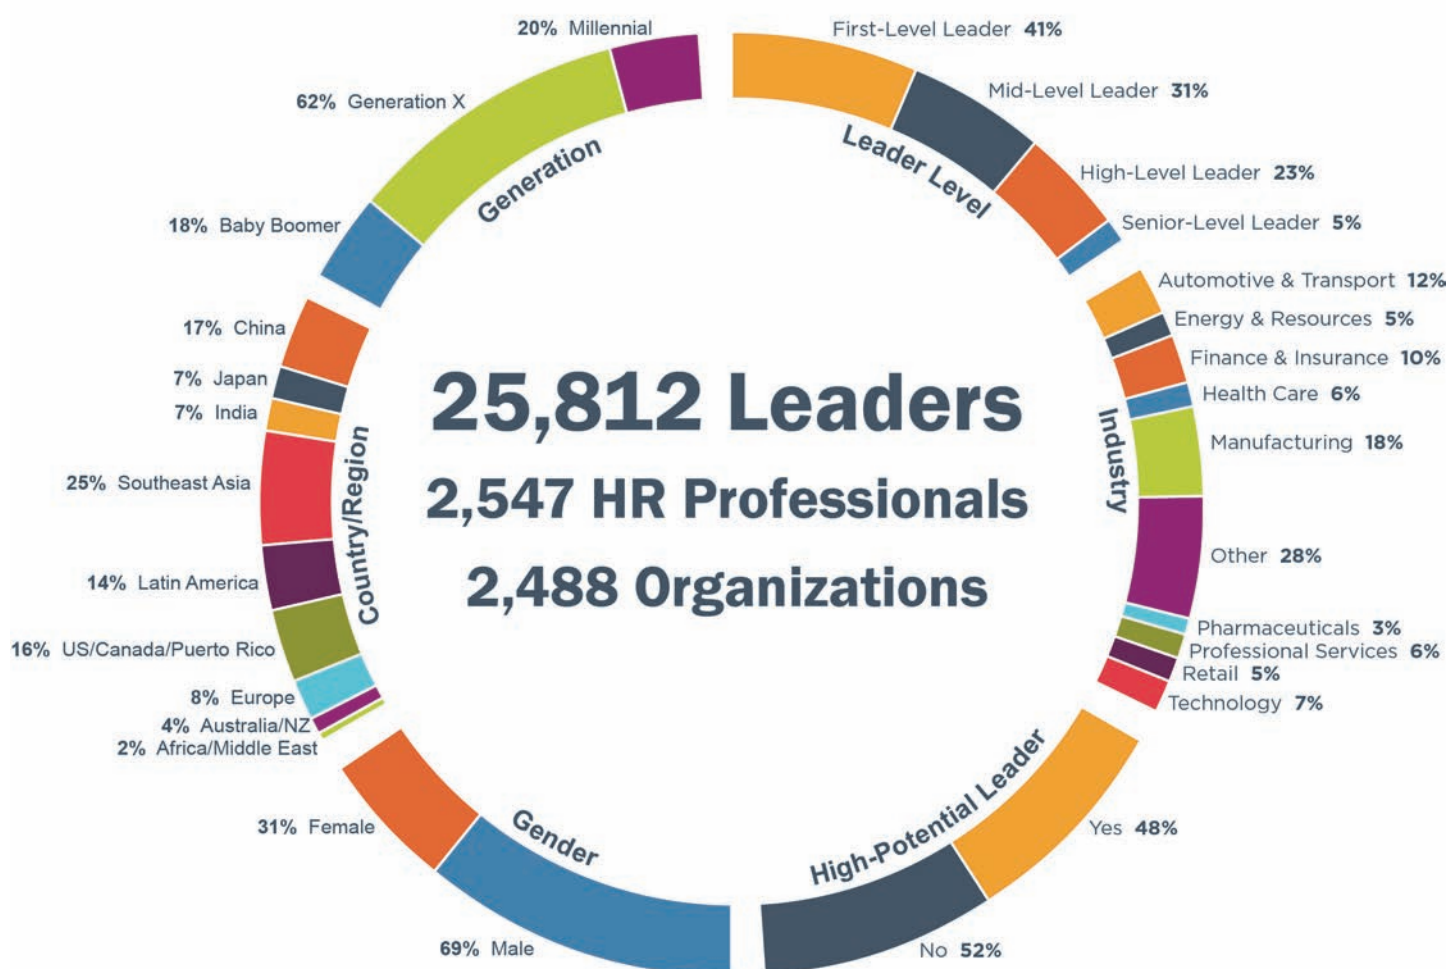 20% Millennial
62% Generation X
18% Baby Boomer
Generation
First-Level Leader 41%
Mid-Level Leader 31%
High-Level Leader 23%
Senior-Level Leader 5%
Leader Level
17% China
7% Japan
7% India
25% Southeast Asia
14% Latin America
16% US/Canada/Puerto Rico
8% Europe
4% Australia/NZ
2% Africa/Middle East
Country/Region
25,812 Leaders
2,547 HR Professionals
2,488 Organizations
Automotive & Transport 12%
Energy & Resources 5%
Finance & Insurance 10%
Health Care 6%
Manufacturing 18%
Other 28%
Pharmaceuticals 3%
Professional Services 6%
Retail 5%
Technology 7%
Industry
31% Female
69% Male
Gender
High-Potential Leader
Yes 48%
No 52%